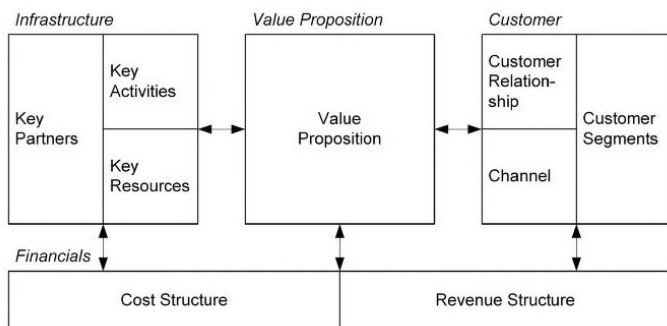 Infrastructure
Value Proposition
Customer
Key
Partners
Key
Activities
Key
Resources
Value
Proposition
Customer
Relation-
ship
Channel
Customer
Segments
Financials
Cost Structure
Revenue Structure